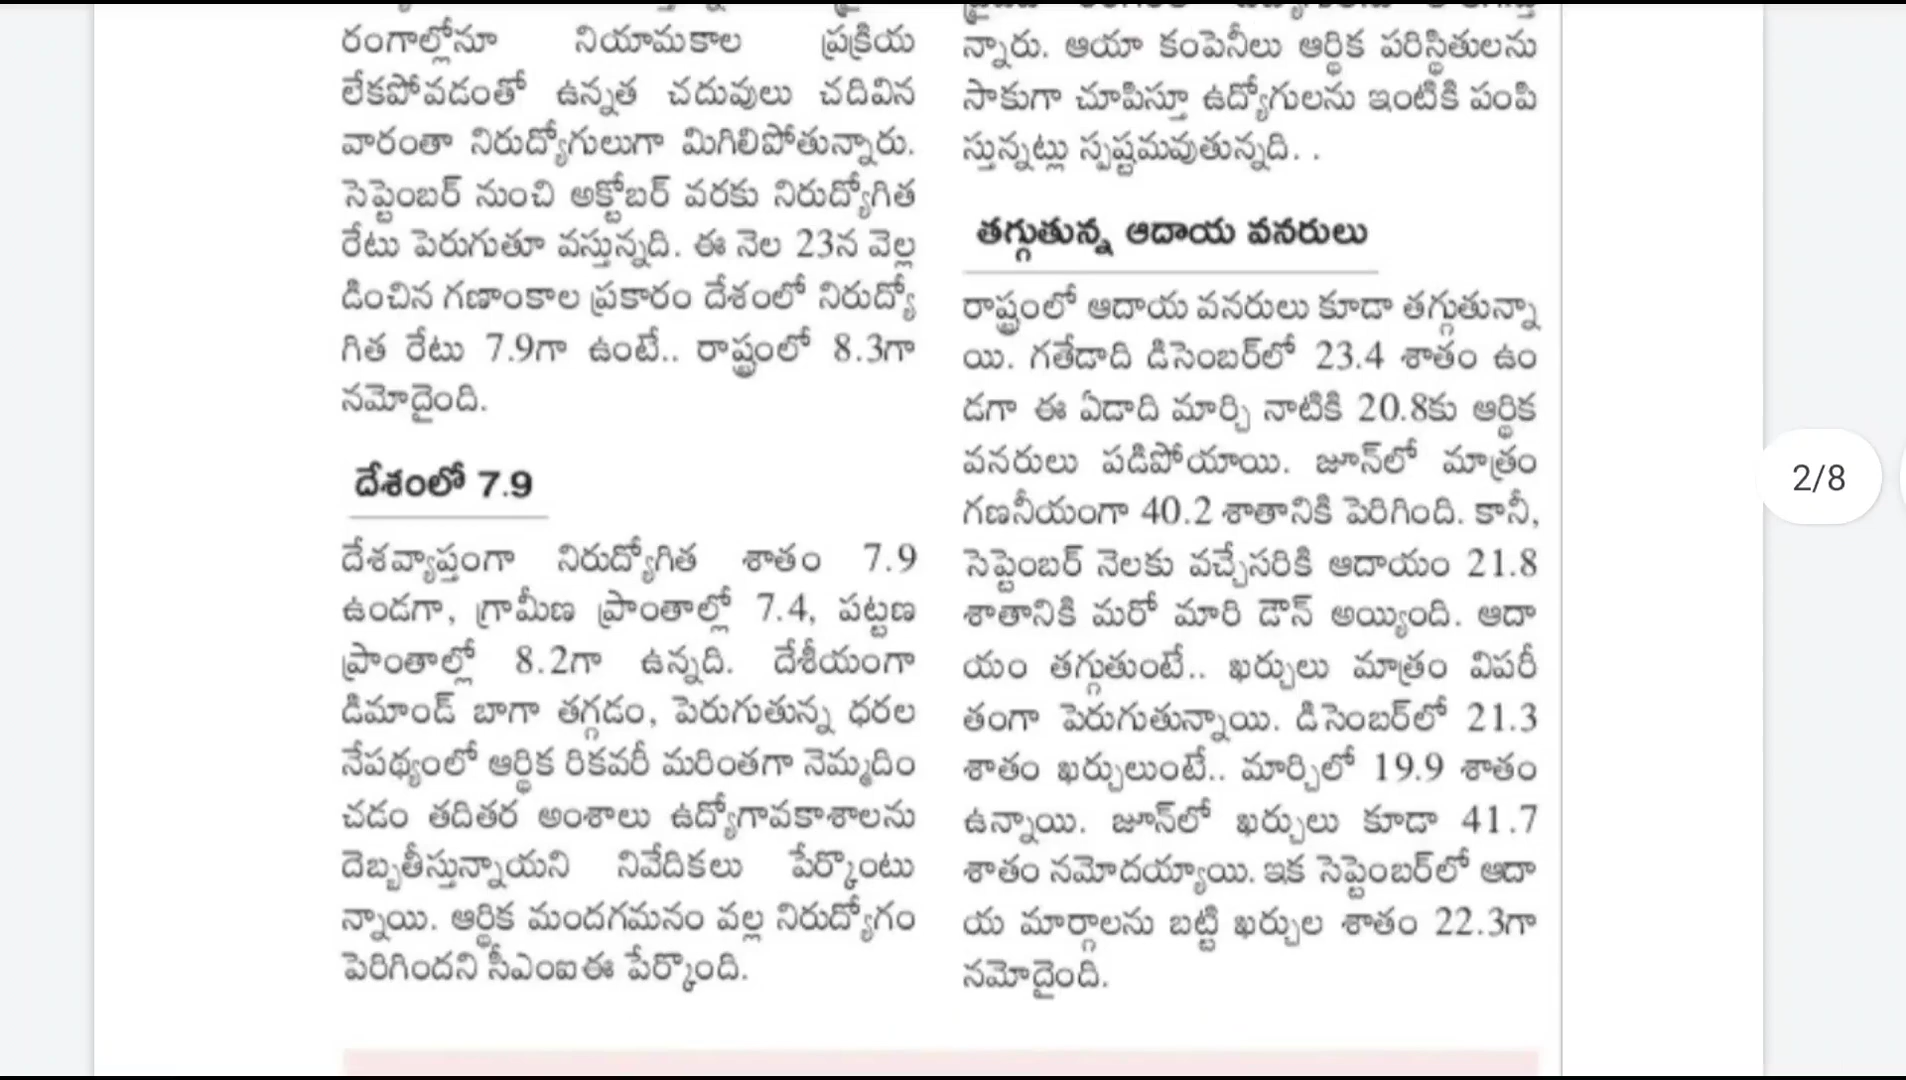 రంగాల్లోనూ నియామకాల ప్రక్రియ
లేకపోవడంతో ఉన్నత చదువులు చదివిన
వారంతా నిరుద్యోగులుగా మిగిలిపోతున్నారు.
సెప్టెంబర్ నుంచి అక్టోబర్ వరకు నిరుద్యోగిత
రేటు పెరుగుతూ వస్తున్నది. ఈ నెల 23న వెల్ల
డించిన గణాంకాల ప్రకారం దేశంలో నిరుద్యో
గిత రేటు 7.9గా ఉంటే.. రాష్ట్రంలో 8.3గా
నమోదైంది.
దేశంలో 7.9
దేశవ్యాప్తంగా నిరుద్యోగిత శాతం 7.9
ఉండగా, గ్రామీణ ప్రాంతాల్లో 7.4, పట్టణ
ప్రాంతాల్లో 8.2గా ఉన్నది. దేశీయంగా
డిమాండ్ బాగా తగ్గడం, పెరుగుతున్న ధరల
నేపథ్యంలో ఆర్థిక రికవరీ మరింతగా నెమ్మదిం
చడం తదితర అంశాలు ఉద్యోగావకాశాలను
దెబ్బతీస్తున్నాయని నివేదికలు పేర్కొంటు
న్నాయి. ఆర్థిక మందగమనం వల్ల నిరుద్యోగం
పెరిగిందని సీఎంఐఈ పేర్కొంది.
న్నారు. ఆయా కంపెనీలు ఆర్థిక పరిస్థితులను
సాకుగా చూపిస్తూ ఉద్యోగులను ఇంటికి పంపి
స్తున్నట్లు స్పష్టమవుతున్నది. .
తగ్గుతున్న ఆదాయ వనరులు
రాష్ట్రంలో ఆదాయ వనరులు కూడా తగ్గుతున్నా
యి. గతేడాది డిసెంబర్‌లో 23.4 శాతం ఉం
డగా ఈ ఏడాది మార్చి నాటికి 20.8కు ఆర్థిక
వనరులు పడిపోయాయి. జూన్‌లో మాత్రం
గణనీయంగా 40.2 శాతానికి పెరిగింది. కానీ,
సెప్టెంబర్ నెలకు వచ్చేసరికి ఆదాయం 21.8
శాతానికి మరో మారి డౌన్ అయ్యింది. ఆదా
యం తగ్గుతుంటే.. ఖర్చులు మాత్రం విపరీ
తంగా పెరుగుతున్నాయి. డిసెంబర్‌లో 21.3
శాతం ఖర్చులుంటే.. మార్చిలో 19.9 శాతం
ఉన్నాయి. జూన్‌లో ఖర్చులు కూడా 41.7
శాతం నమోదయ్యాయి. ఇక సెప్టెంబర్‌లో ఆదా
య మార్గాలను బట్టి ఖర్చుల శాతం 22.3గా
నమోదైంది.
2/8